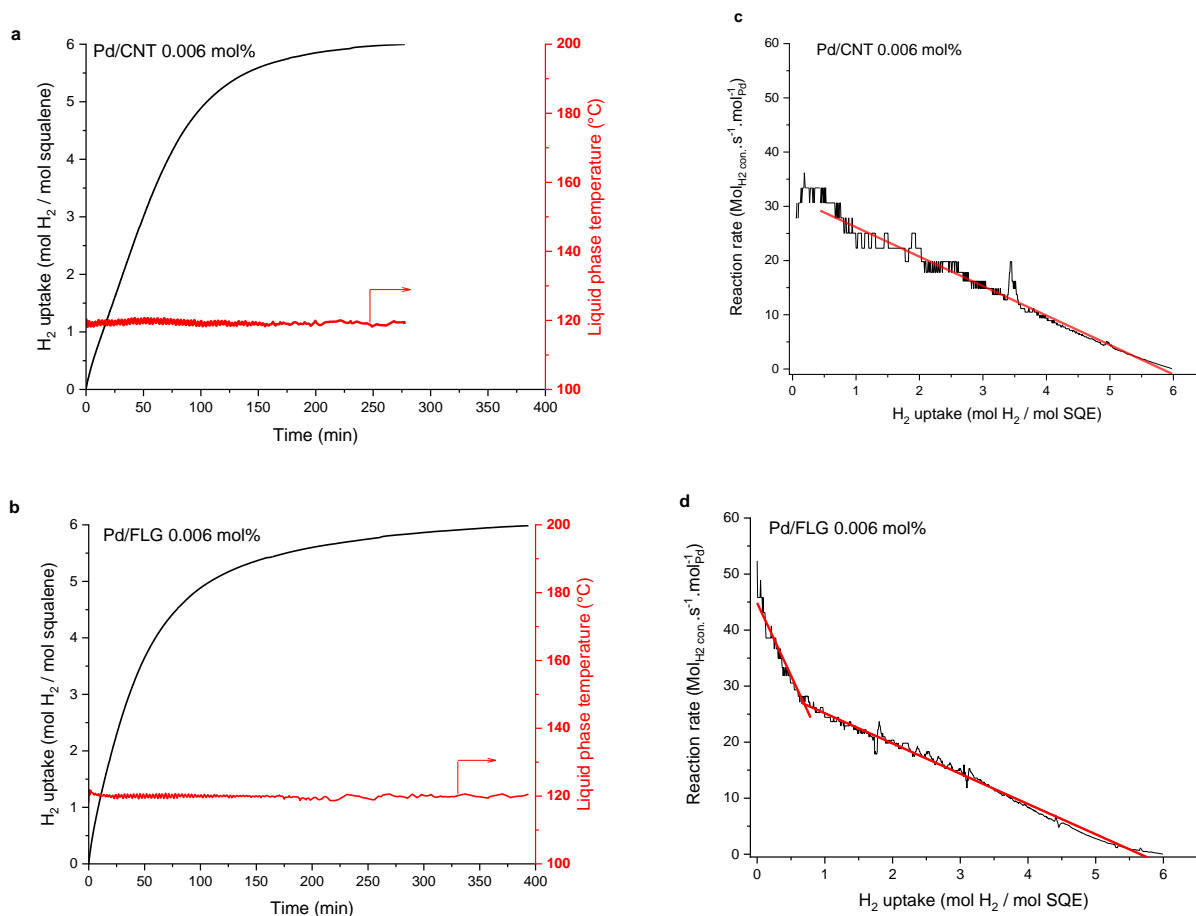 a
Pd/CNT 0.006 mol%
H₂ uptake (mol H₂ / mol squalene)
6
5
4
3
2
1
0
0 50 100 150 200 250 300 350 400
Time (min)
200
180
160
140
120
100
Liquid phase temperature (°C)
c
Pd/CNT 0.006 mol%
Reaction rate (Mol_H2 con.·s⁻¹.mol⁻¹_Pd)
60
50
40
30
20
10
0
0 1 2 3 4 5 6
H₂ uptake (mol H₂ / mol SQE)
b
Pd/FLG 0.006 mol%
H₂ uptake (mol H₂ / mol squalene)
6
5
4
3
2
1
0
0 50 100 150 200 250 300 350 400
Time (min)
200
180
160
140
120
100
Liquid phase temperature (°C)
d
Pd/FLG 0.006 mol%
Reaction rate (Mol_H2 con.·s⁻¹.mol⁻¹_Pd)
60
50
40
30
20
10
0
0 1 2 3 4 5 6
H₂ uptake (mol H₂ / mol SQE)